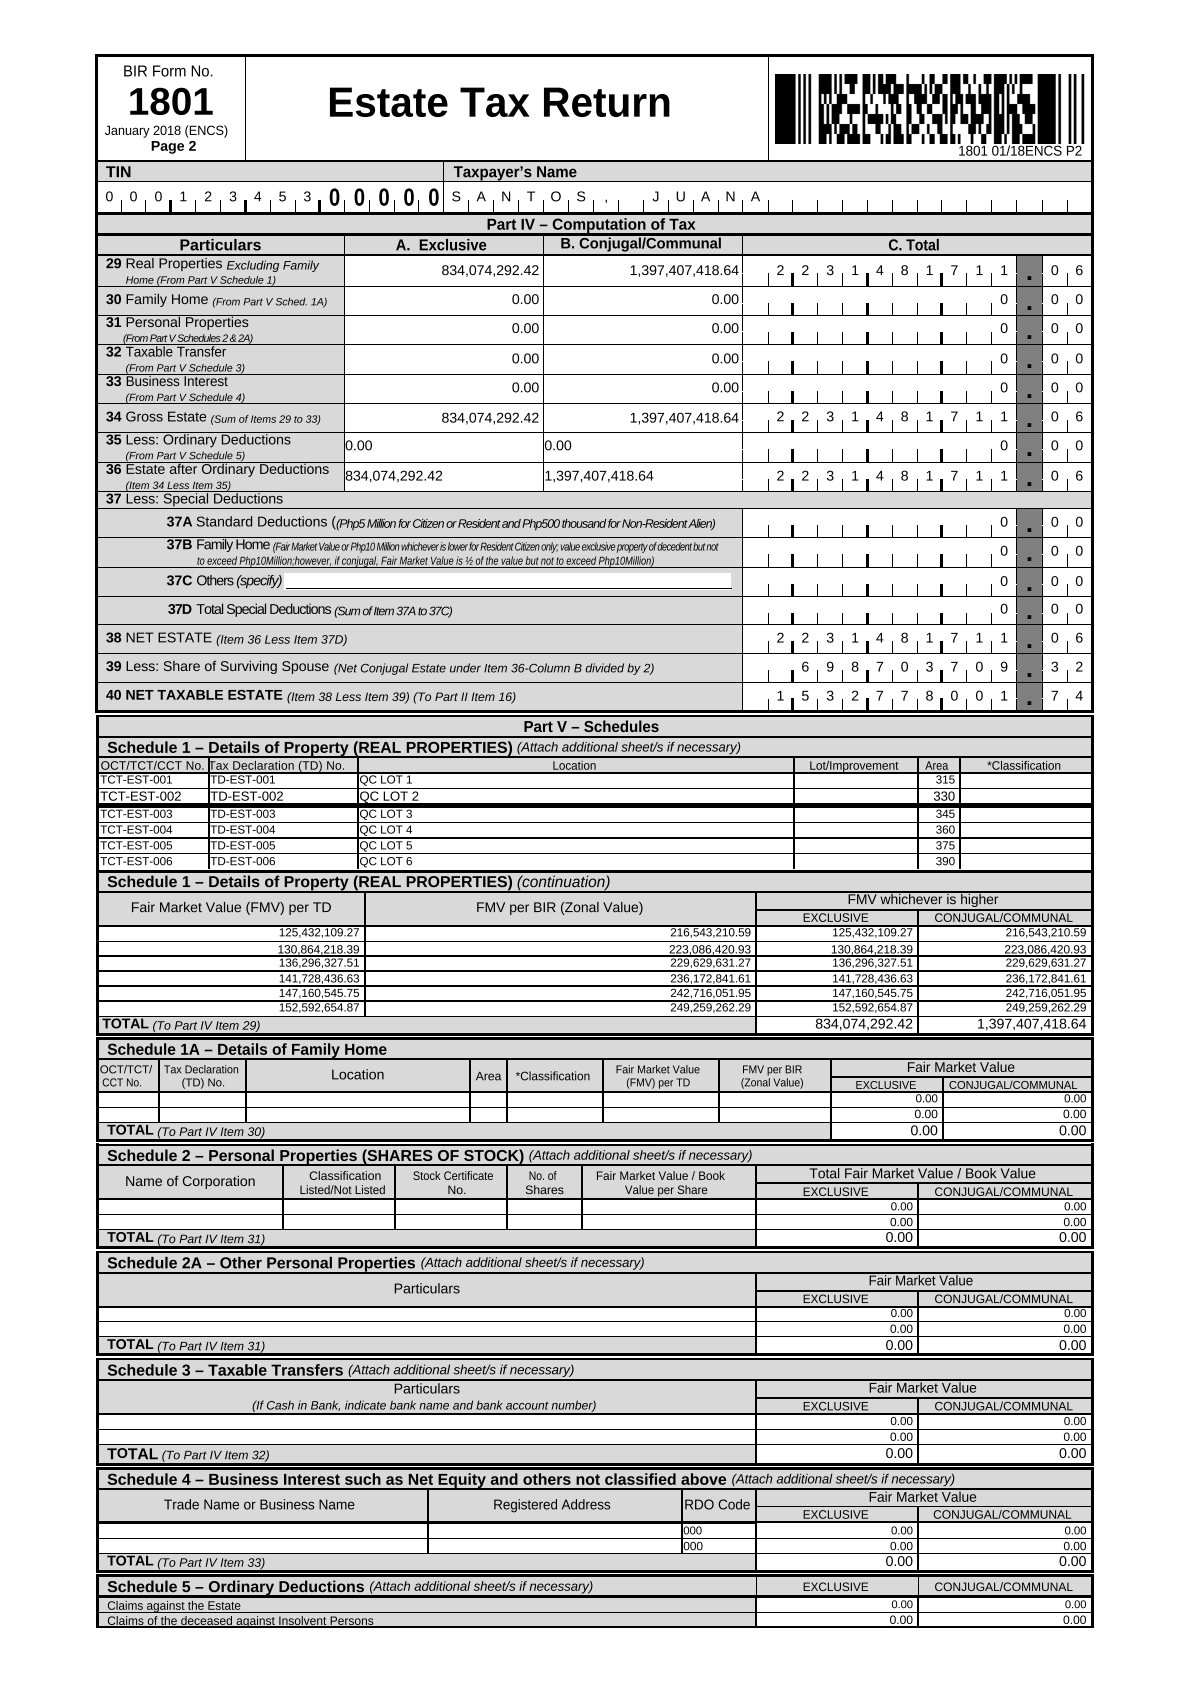 BIR Form No.
1801
January 2018 (ENCS)
Page 2
Estate Tax Return
1801 01/18ENCS P2
TIN Taxpayer's Name
0 0 0 1 2 3 4 5 3 0 0 0 0 0 S A N T O S , J U A N A
Part IV – Computation of Tax
Particulars A. Exclusive B. Conjugal/Communal C. Total
29 Real Properties Excluding Family 834,074,292.42 1,397,407,418.64 2 2 3 1 4 8 1 7 1 1 . 0 6
Home (From Part V Schedule 1)
30 Family Home (From Part V Sched. 1A) 0.00 0.00 0 . 0 0
31 Personal Properties 0.00 0.00 0 . 0 0
(From Part V Schedules 2 & 2A)
32 Taxable Transfer 0.00 0.00 0 . 0 0
(From Part V Schedule 3)
33 Business Interest 0.00 0.00 0 . 0 0
(From Part V Schedule 4)
34 Gross Estate (Sum of Items 29 to 33) 834,074,292.42 1,397,407,418.64 2 2 3 1 4 8 1 7 1 1 . 0 6
35 Less: Ordinary Deductions 0.00 0.00 0 . 0 0
(From Part V Schedule 5)
36 Estate after Ordinary Deductions 834,074,292.42 1,397,407,418.64 2 2 3 1 4 8 1 7 1 1 . 0 6
(Item 34 Less Item 35)
37 Less: Special Deductions
37A Standard Deductions ((Php5 Million for Citizen or Resident and Php500 thousand for Non-Resident Alien) 0 . 0 0
37B Family Home (Fair Market Value or Php10 Million whichever is lower for Resident Citizen only; value exclusive property of decedent but not 0 . 0 0
to exceed Php10Million;however, if conjugal, Fair Market Value is ½ of the value but not to exceed Php10Million)
37C Others (specify) 0 . 0 0
37D Total Special Deductions (Sum of Item 37A to 37C) 0 . 0 0
38 NET ESTATE (Item 36 Less Item 37D) 2 2 3 1 4 8 1 7 1 1 . 0 6
39 Less: Share of Surviving Spouse (Net Conjugal Estate under Item 36-Column B divided by 2) 6 9 8 7 0 3 7 0 9 . 3 2
40 NET TAXABLE ESTATE (Item 38 Less Item 39) (To Part II Item 16) 1 5 3 2 7 7 8 0 0 1 . 7 4
Part V – Schedules
Schedule 1 – Details of Property (REAL PROPERTIES) (Attach additional sheet/s if necessary)
OCT/TCT/CCT No. Tax Declaration (TD) No. Location Lot/Improvement Area *Classification
TCT-EST-001 TD-EST-001 QC LOT 1 315
TCT-EST-002 TD-EST-002 QC LOT 2 330
TCT-EST-003 TD-EST-003 QC LOT 3 345
TCT-EST-004 TD-EST-004 QC LOT 4 360
TCT-EST-005 TD-EST-005 QC LOT 5 375
TCT-EST-006 TD-EST-006 QC LOT 6 390
Schedule 1 – Details of Property (REAL PROPERTIES) (continuation)
Fair Market Value (FMV) per TD FMV per BIR (Zonal Value) FMV whichever is higher
EXCLUSIVE CONJUGAL/COMMUNAL
125,432,109.27 216,543,210.59 125,432,109.27 216,543,210.59
130,864,218.39 223,086,420.93 130,864,218.39 223,086,420.93
136,296,327.51 229,629,631.27 136,296,327.51 229,629,631.27
141,728,436.63 236,172,841.61 141,728,436.63 236,172,841.61
147,160,545.75 242,716,051.95 147,160,545.75 242,716,051.95
152,592,654.87 249,259,262.29 152,592,654.87 249,259,262.29
TOTAL (To Part IV Item 29) 834,074,292.42 1,397,407,418.64
Schedule 1A – Details of Family Home
OCT/TCT/ Tax Declaration Location Area *Classification Fair Market Value FMV per BIR Fair Market Value
CCT No. (TD) No. (FMV) per TD (Zonal Value) EXCLUSIVE CONJUGAL/COMMUNAL
0.00 0.00
0.00 0.00
TOTAL (To Part IV Item 30) 0.00 0.00
Schedule 2 – Personal Properties (SHARES OF STOCK) (Attach additional sheet/s if necessary)
Name of Corporation Classification Stock Certificate No. of Fair Market Value / Book Total Fair Market Value / Book Value
Listed/Not Listed No. Shares Value per Share EXCLUSIVE CONJUGAL/COMMUNAL
0.00 0.00
0.00 0.00
TOTAL (To Part IV Item 31) 0.00 0.00
Schedule 2A – Other Personal Properties (Attach additional sheet/s if necessary)
Particulars Fair Market Value
EXCLUSIVE CONJUGAL/COMMUNAL
0.00 0.00
0.00 0.00
TOTAL (To Part IV Item 31) 0.00 0.00
Schedule 3 – Taxable Transfers (Attach additional sheet/s if necessary)
Particulars Fair Market Value
(If Cash in Bank, indicate bank name and bank account number) EXCLUSIVE CONJUGAL/COMMUNAL
0.00 0.00
0.00 0.00
TOTAL (To Part IV Item 32) 0.00 0.00
Schedule 4 – Business Interest such as Net Equity and others not classified above (Attach additional sheet/s if necessary)
Trade Name or Business Name Registered Address RDO Code Fair Market Value
EXCLUSIVE CONJUGAL/COMMUNAL
000 0.00 0.00
000 0.00 0.00
TOTAL (To Part IV Item 33) 0.00 0.00
Schedule 5 – Ordinary Deductions (Attach additional sheet/s if necessary) EXCLUSIVE CONJUGAL/COMMUNAL
Claims against the Estate 0.00 0.00
Claims of the deceased against Insolvent Persons 0.00 0.00